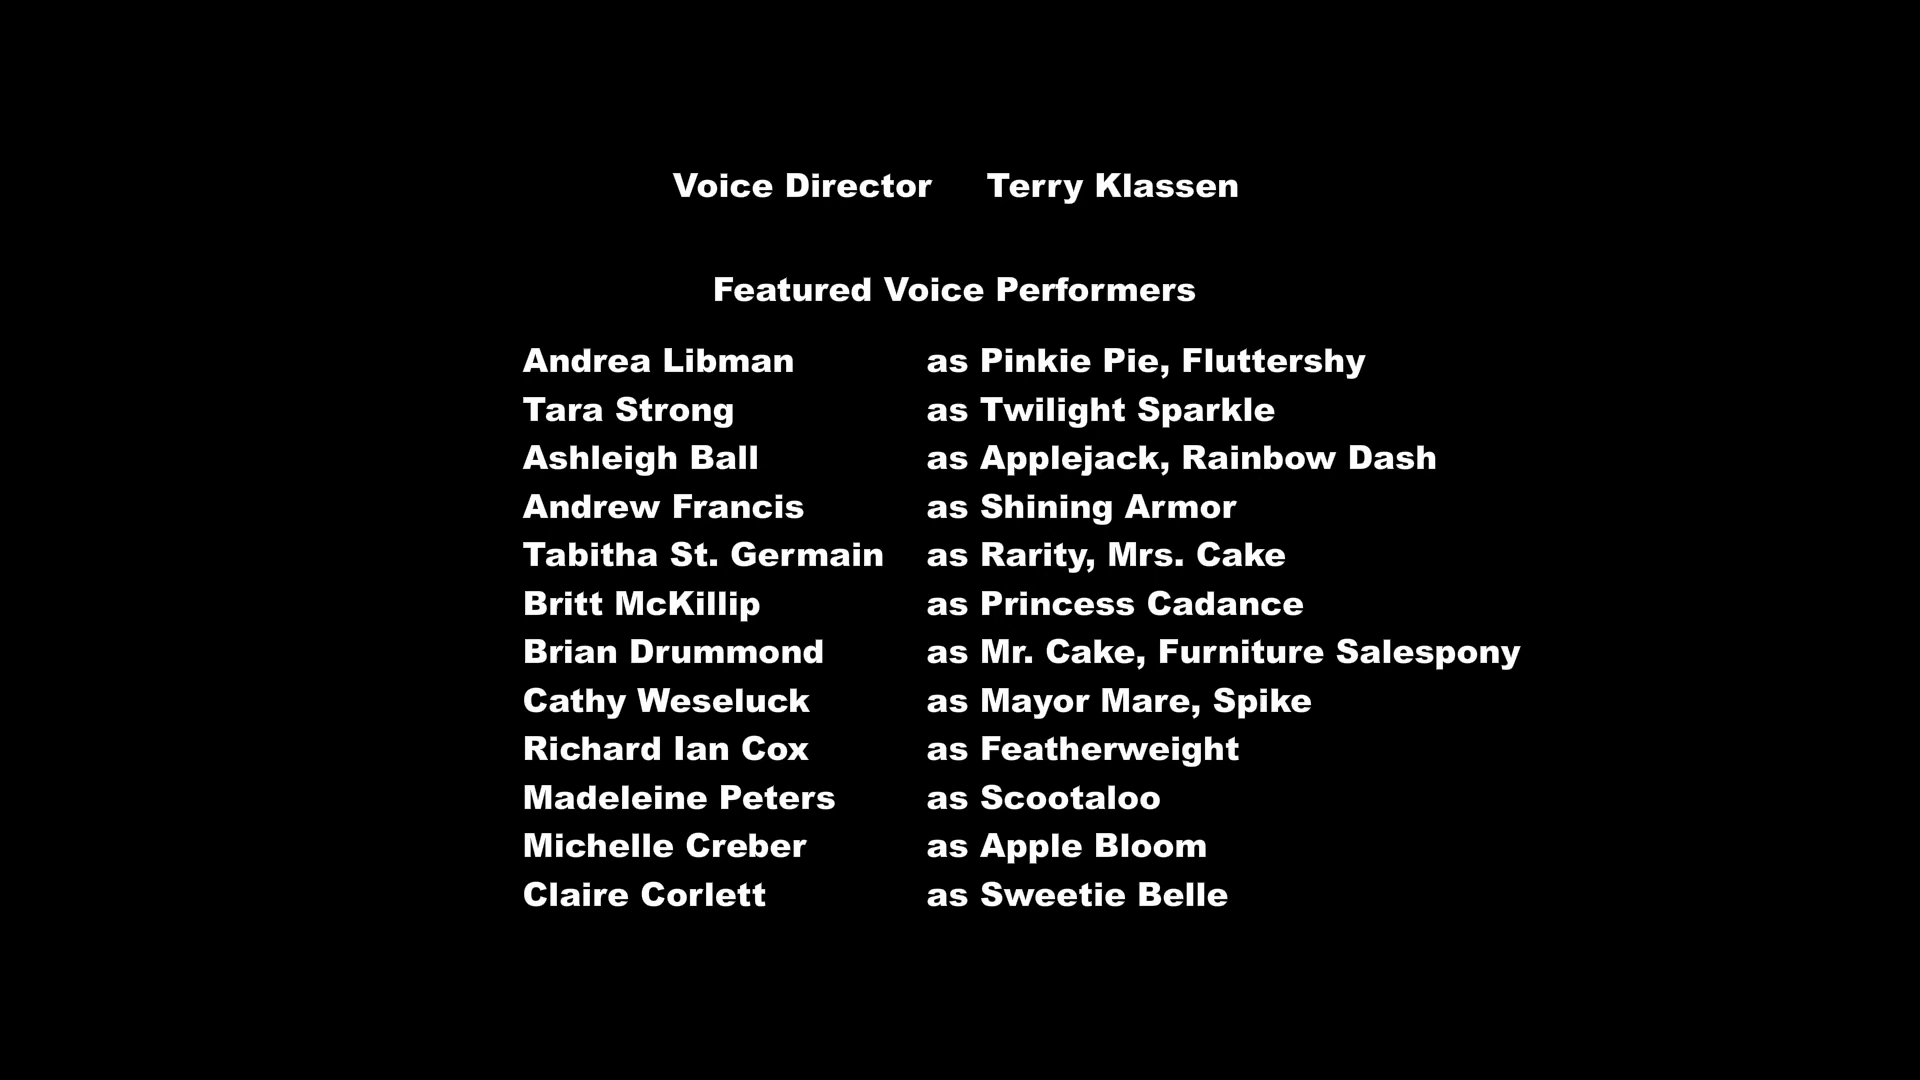 Voice Director Terry Klassen
Featured Voice Performers
Andrea Libman as Pinkie Pie, Fluttershy
Tara Strong as Twilight Sparkle
Ashleigh Ball as Applejack, Rainbow Dash
Andrew Francis as Shining Armor
Tabitha St. Germain as Rarity, Mrs. Cake
Britt McKillip as Princess Cadance
Brian Drummond as Mr. Cake, Furniture Salespony
Cathy Weseluck as Mayor Mare, Spike
Richard Ian Cox as Featherweight
Madeleine Peters as Scootaloo
Michelle Creber as Apple Bloom
Claire Corlett as Sweetie Belle